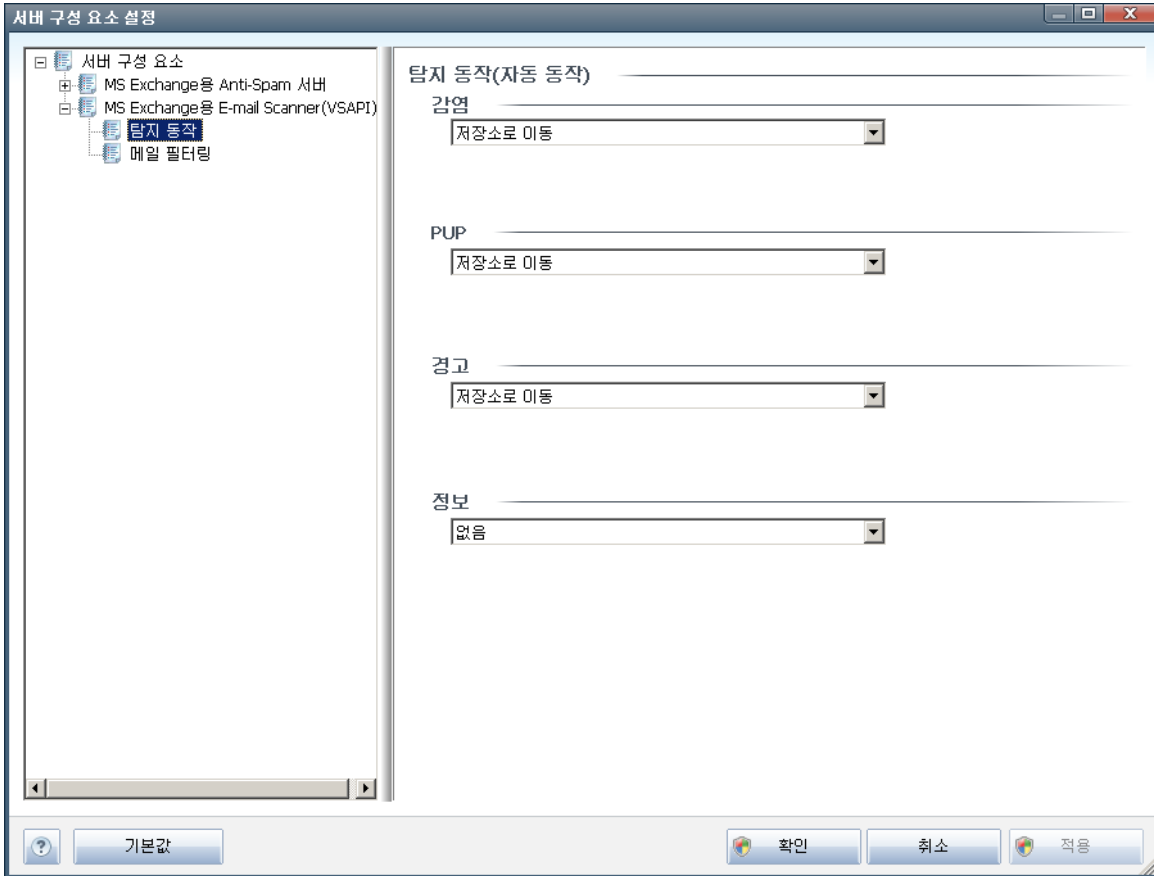 서버 구성 요소 설정
서버 구성 요소
MS Exchange용 Anti-Spam 서버
MS Exchange용 E-mail Scanner(VSAPI)
탐지 동작
메일 필터링
탐지 동작(자동 동작)
감염
저장소로 이동
PUP
저장소로 이동
경고
저장소로 이동
정보
없음
기본값
확인
취소
적용